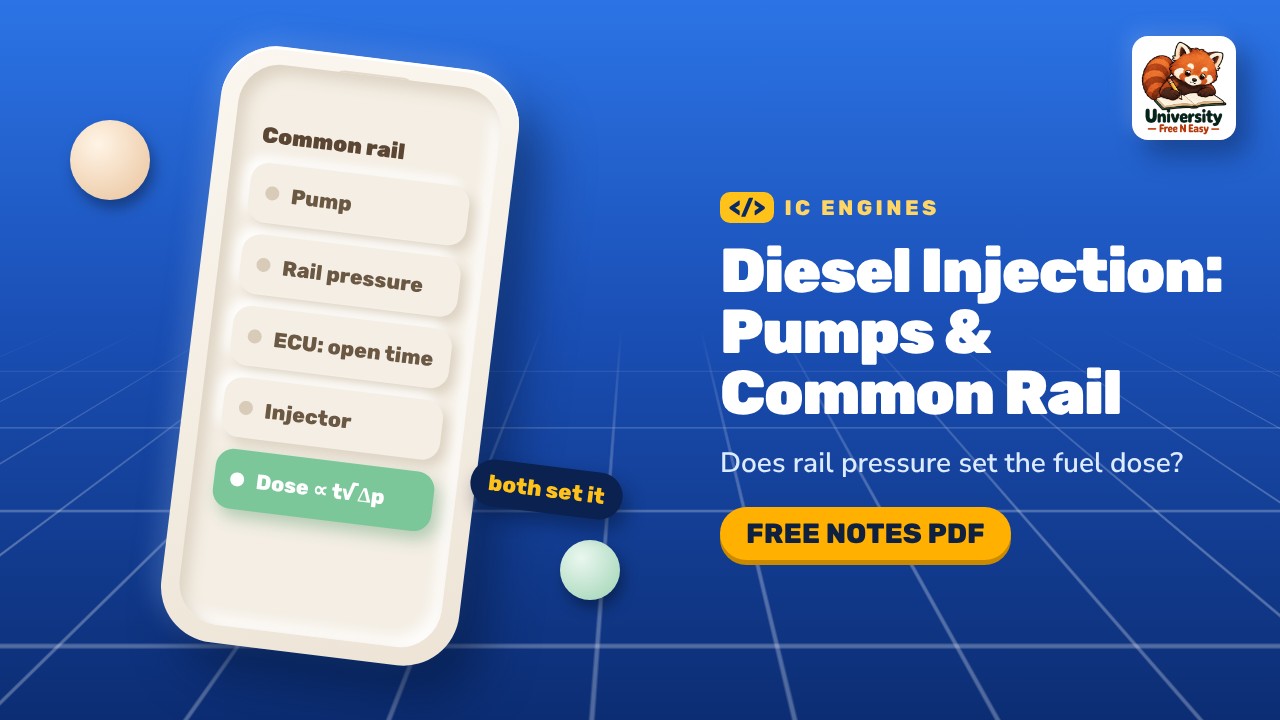 Common rail
Pump
Rail pressure
ECU: open time
Injector
Dose ∝ t√Δp
both set it
University
Free N Easy
</> IC ENGINES
Diesel Injection:
Pumps &
Common Rail
Does rail pressure set the fuel dose?
FREE NOTES PDF